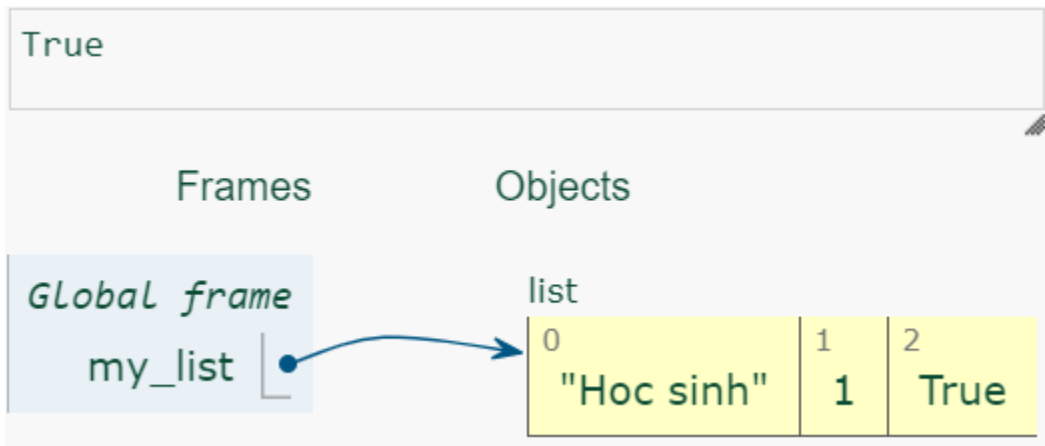 True
Frames Objects
Global frame
my_list
list
0 1 2
"Hoc sinh" 1 True